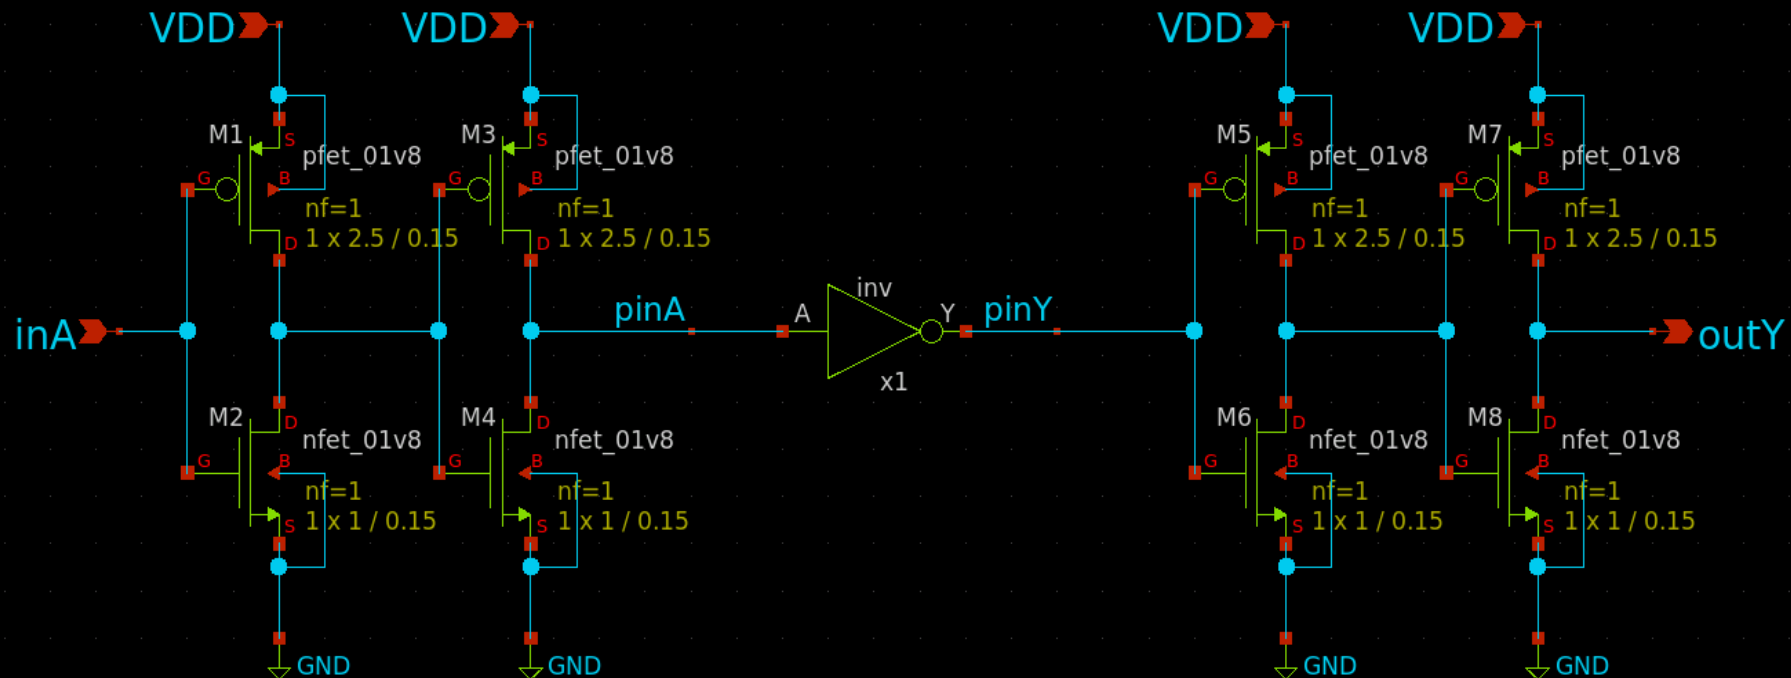 VDD
VDD
VDD
VDD
M1
S
pfet_01v8
G
B
nf=1
1 x 2.5 / 0.15
D
M3
S
pfet_01v8
G
B
nf=1
1 x 2.5 / 0.15
D
M5
S
pfet_01v8
G
B
nf=1
1 x 2.5 / 0.15
D
M7
S
pfet_01v8
G
B
nf=1
1 x 2.5 / 0.15
D
inA
pinA
A
inv
Y
x1
pinY
outY
M2
D
nfet_01v8
G
B
nf=1
1 x 1 / 0.15
S
GND
M4
D
nfet_01v8
G
B
nf=1
1 x 1 / 0.15
S
GND
M6
D
nfet_01v8
G
B
nf=1
1 x 1 / 0.15
S
GND
M8
D
nfet_01v8
G
B
nf=1
1 x 1 / 0.15
S
GND